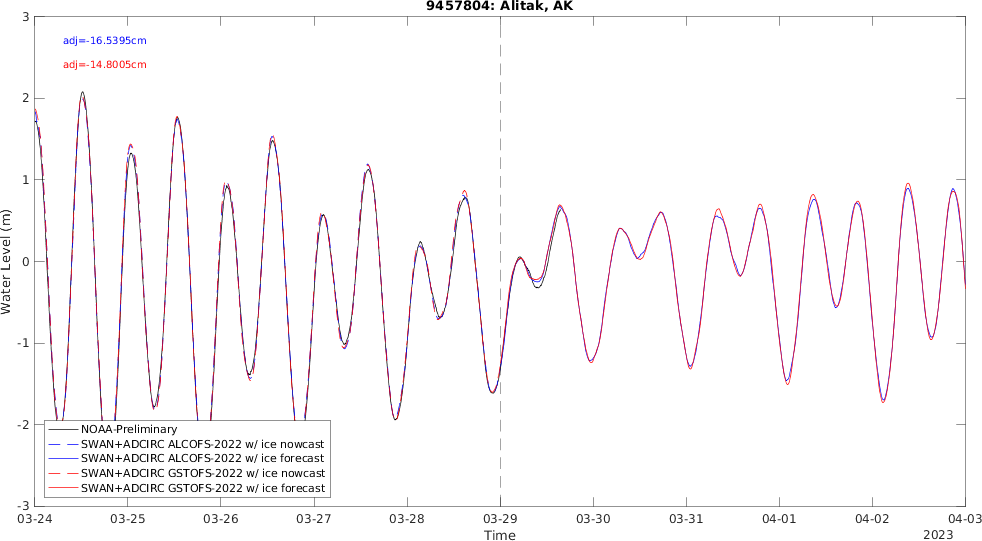 9457804: Alitak, AK
adj=-16.5395cm
adj=-14.8005cm
Water Level (m)
3
2
1
0
-1
-2
-3
NOAA-Preliminary
SWAN+ADCIRC ALCOFS-2022 w/ ice nowcast
SWAN+ADCIRC ALCOFS-2022 w/ ice forecast
SWAN+ADCIRC GSTOFS-2022 w/ ice nowcast
SWAN+ADCIRC GSTOFS-2022 w/ ice forecast
03-24 03-25 03-26 03-27 03-28 03-29 03-30 03-31 04-01 04-02 04-03
Time
2023